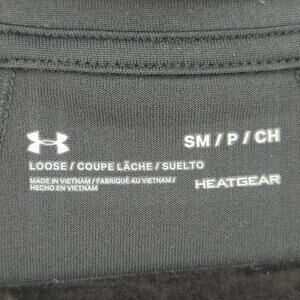 SM / P / CH
LOOSE / COUPE LÂCHE / SUELTO
MADE IN VIETNAM / FABRIQUÉ AU VIETNAM /
HECHO EN VIETNAM
HEATGEAR